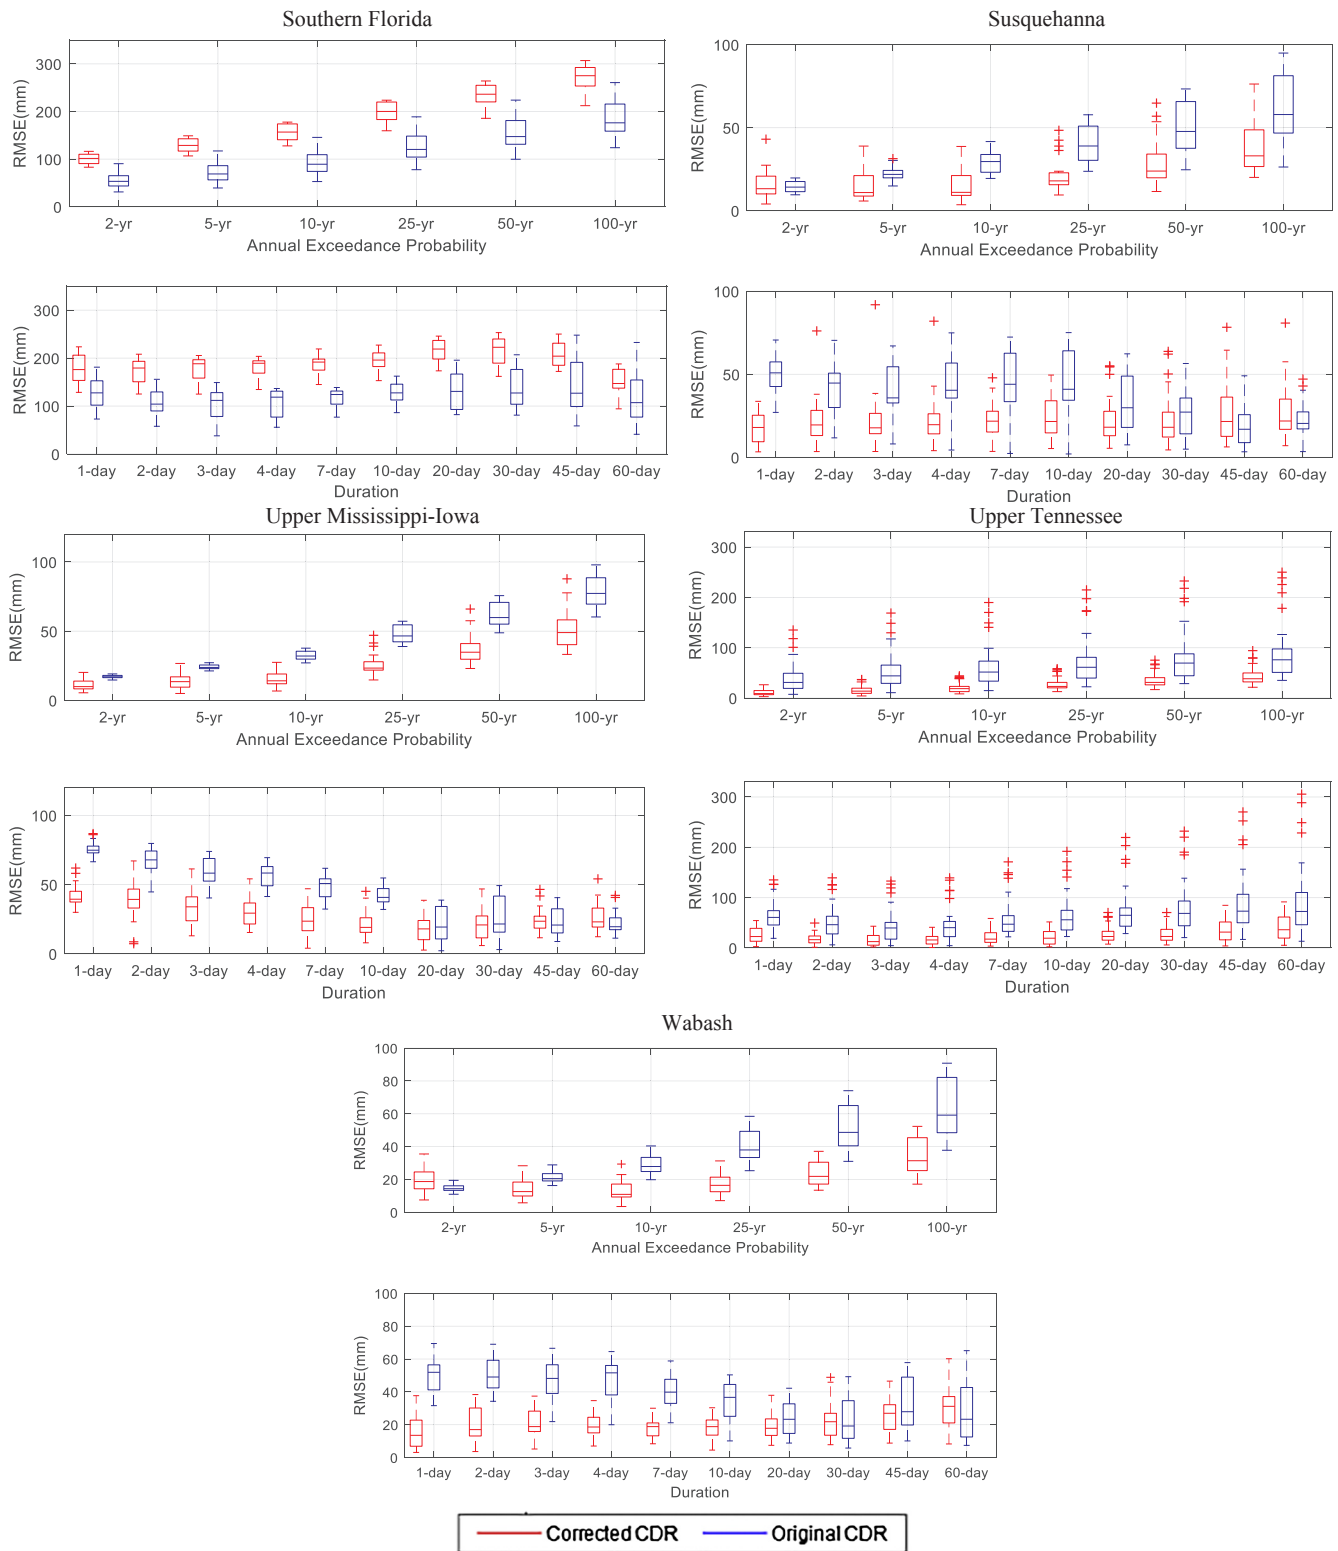 Southern Florida
Susquehanna
RMSE(mm)
300
200
100
0
2-yr 5-yr 10-yr 25-yr 50-yr 100-yr
Annual Exceedance Probability
RMSE(mm)
100
50
0
2-yr 5-yr 10-yr 25-yr 50-yr 100-yr
Annual Exceedance Probability
RMSE(mm)
300
200
100
0
1-day 2-day 3-day 4-day 7-day 10-day 20-day 30-day 45-day 60-day
Duration
RMSE(mm)
100
50
0
1-day 2-day 3-day 4-day 7-day 10-day 20-day 30-day 45-day 60-day
Duration
Upper Mississippi-Iowa
Upper Tennessee
RMSE(mm)
100
50
0
2-yr 5-yr 10-yr 25-yr 50-yr 100-yr
Annual Exceedance Probability
RMSE(mm)
300
200
100
0
2-yr 5-yr 10-yr 25-yr 50-yr 100-yr
Annual Exceedance Probability
RMSE(mm)
100
50
0
1-day 2-day 3-day 4-day 7-day 10-day 20-day 30-day 45-day 60-day
Duration
RMSE(mm)
300
200
100
0
1-day 2-day 3-day 4-day 7-day 10-day 20-day 30-day 45-day 60-day
Duration
Wabash
RMSE(mm)
100
80
60
40
20
0
2-yr 5-yr 10-yr 25-yr 50-yr 100-yr
Annual Exceedance Probability
RMSE(mm)
100
80
60
40
20
0
1-day 2-day 3-day 4-day 7-day 10-day 20-day 30-day 45-day 60-day
Duration
Corrected CDR Original CDR